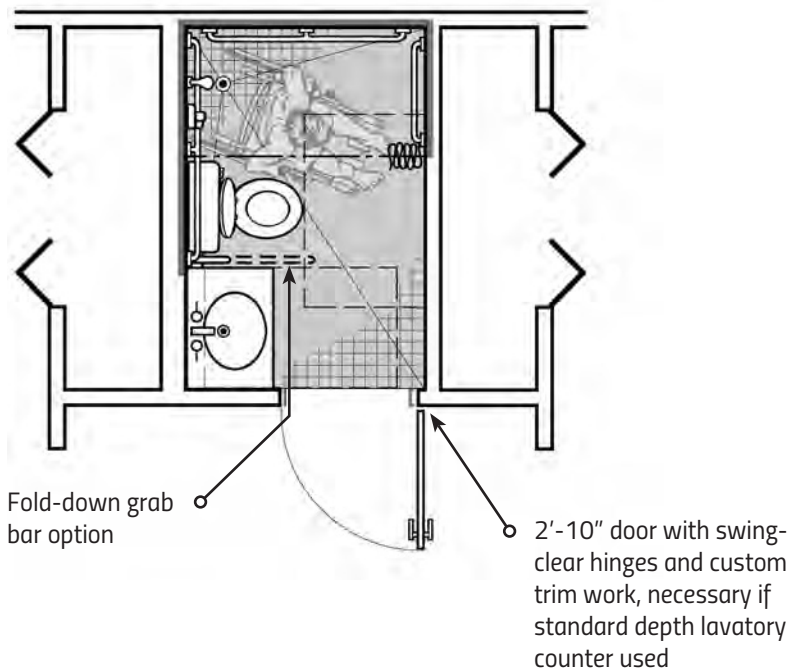 Fold-down grab
bar option
2’-10” door with swing-
clear hinges and custom
trim work, necessary if
standard depth lavatory
counter used